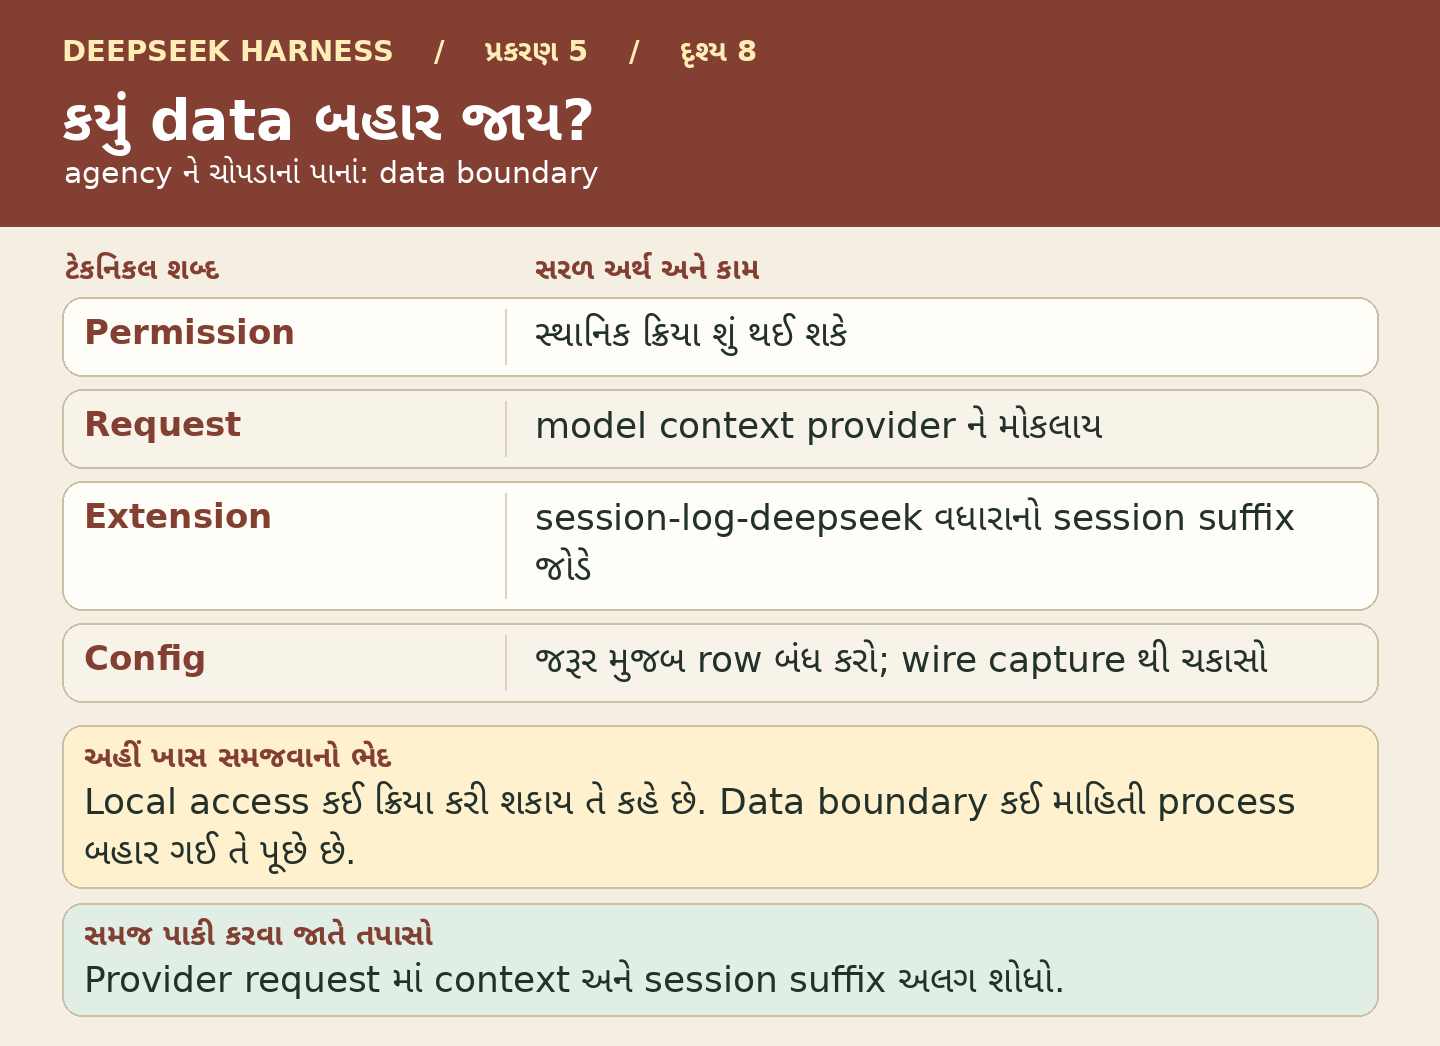 DEEPSEEK HARNESS / પ્રકરણ 5 / દૃશ્ય 8
કયું data બહાર જાય?
agency ને ચોપડાનાં પાનાં: data boundary
ટેકનિકલ શબ્દ સરળ અર્થ અને કામ
Permission સ્થાનિક ક્રિયા શું થઈ શકે
Request model context provider ને મોકલાય
Extension session-log-deepseek વધારાનો session suffix
જોડે
Config જરૂર મુજબ row બંધ કરો; wire capture થી ચકાસો
અહીં ખાસ સમજવાનો ભેદ
Local access કઈ ક્રિયા કરી શકાય તે કહે છે. Data boundary કઈ માહિતી process
બહાર ગઈ તે પૂછે છે.
સમજ પાકી કરવા જાતે તપાસો
Provider request માં context અને session suffix અલગ શોધો.